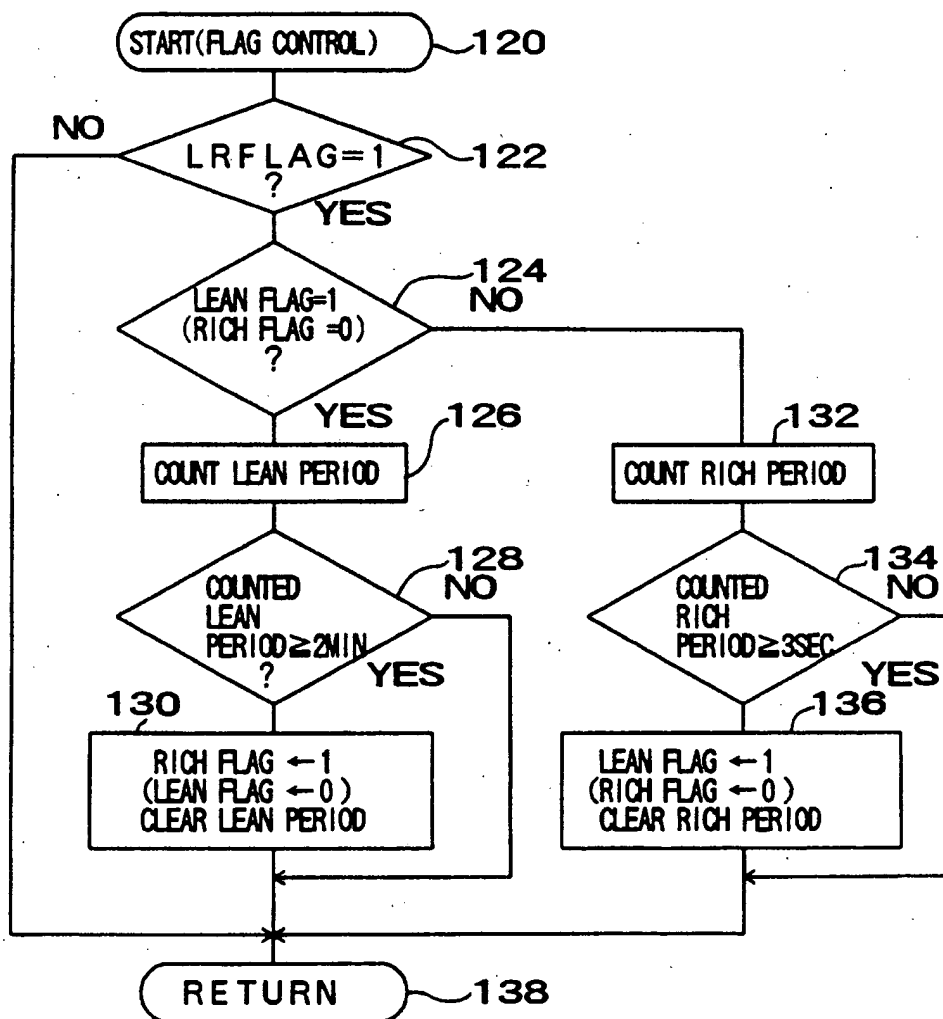 START(FLAG CONTROL)
120
NO
LRFLAG=1
?
122
YES
124
LEAN FLAG=1
(RICH FLAG =0)
?
NO
YES
126
132
COUNT LEAN PERIOD
COUNT RICH PERIOD
128
134
COUNTED
LEAN
PERIOD≧2MIN
?
NO
COUNTED
RICH
PERIOD≧3SEC
NO
YES
YES
130
136
RICH FLAG ←1
(LEAN FLAG ←0)
CLEAR LEAN PERIOD
LEAN FLAG ←1
(RICH FLAG ←0)
CLEAR RICH PERIOD
RETURN
138